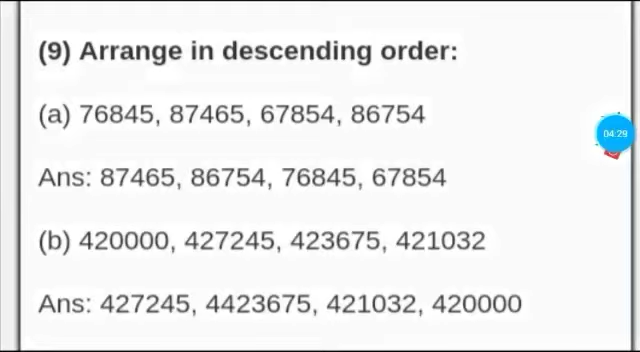 (9) Arrange in descending order:
(a) 76845, 87465, 67854, 86754
04:29
Ans: 87465, 86754, 76845, 67854
(b) 420000, 427245, 423675, 421032
Ans: 427245, 4423675, 421032, 420000